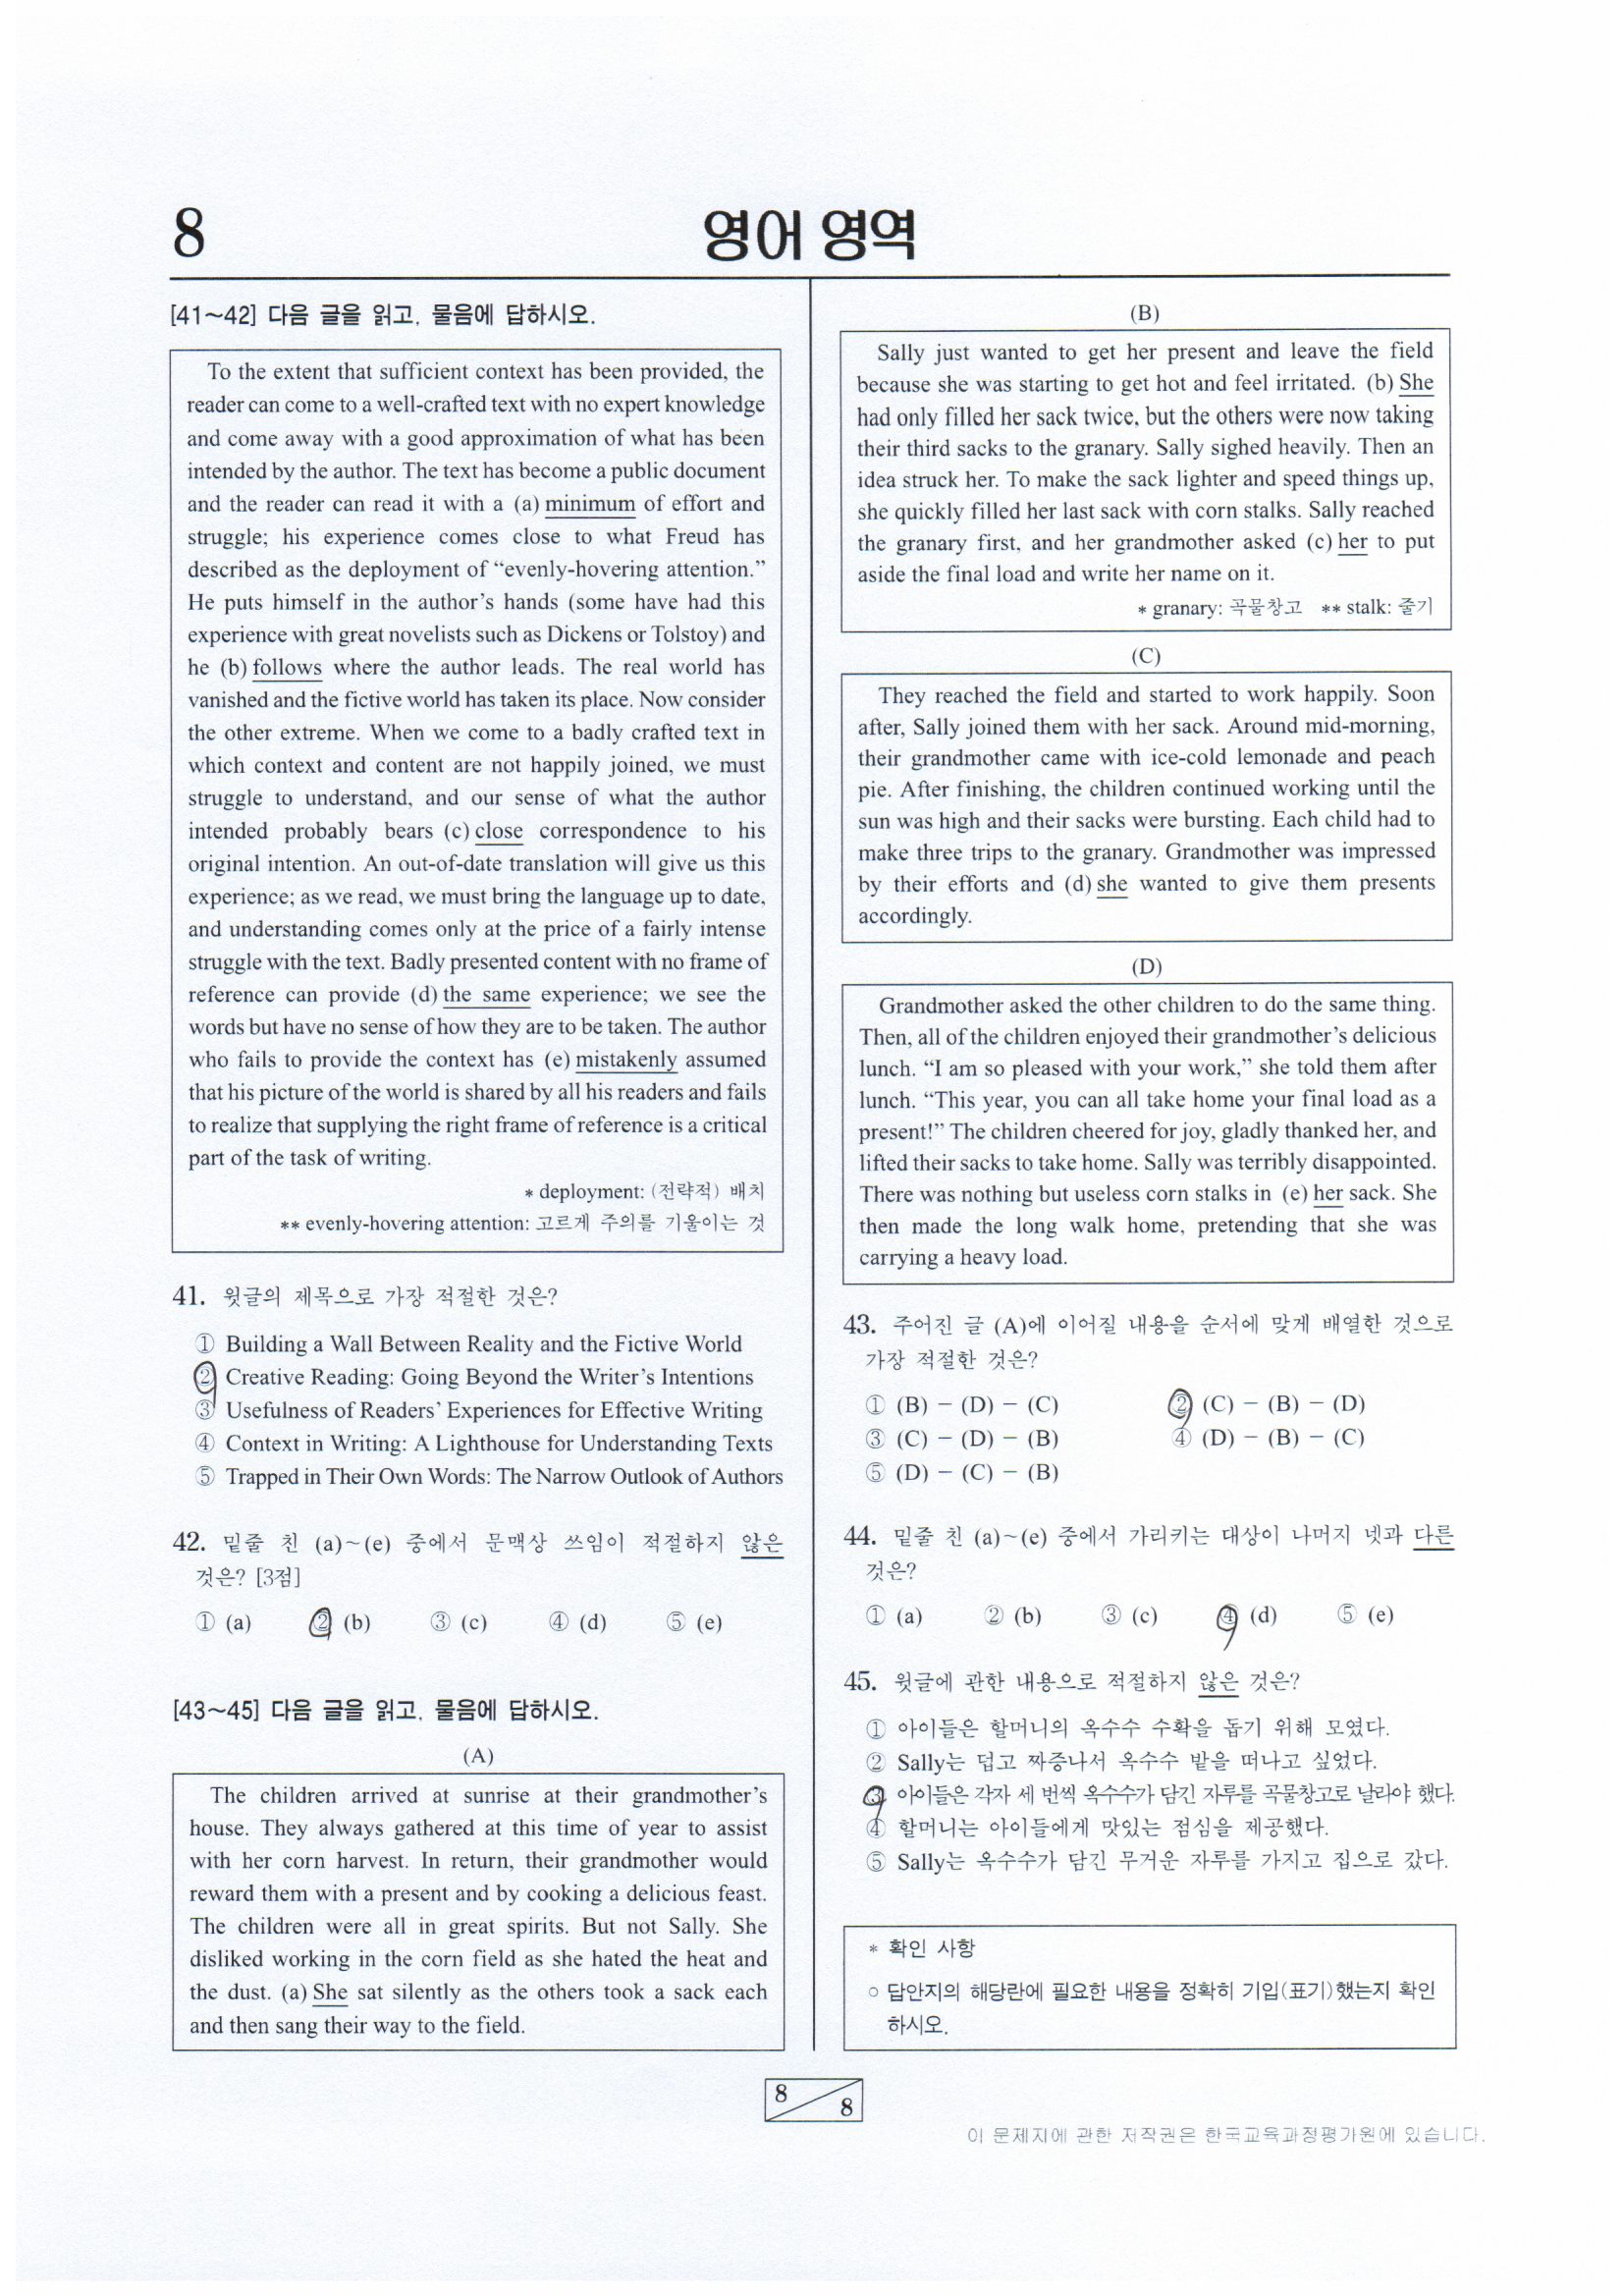 8
영어 영역
[41~42] 다음 글을 읽고, 물음에 답하시오.
To the extent that sufficient context has been provided, the
reader can come to a well-crafted text with no expert knowledge
and come away with a good approximation of what has been
intended by the author. The text has become a public document
and the reader can read it with a (a) minimum of effort and
struggle; his experience comes close to what Freud has
described as the deployment of “evenly-hovering attention.”
He puts himself in the author’s hands (some have had this
experience with great novelists such as Dickens or Tolstoy) and
he (b) follows where the author leads. The real world has
vanished and the fictive world has taken its place. Now consider
the other extreme. When we come to a badly crafted text in
which context and content are not happily joined, we must
struggle to understand, and our sense of what the author
intended probably bears (c) close correspondence to his
original intention. An out-of-date translation will give us this
experience; as we read, we must bring the language up to date,
and understanding comes only at the price of a fairly intense
struggle with the text. Badly presented content with no frame of
reference can provide (d) the same experience; we see the
words but have no sense of how they are to be taken. The author
who fails to provide the context has (e) mistakenly assumed
that his picture of the world is shared by all his readers and fails
to realize that supplying the right frame of reference is a critical
part of the task of writing.
* deployment: (전략적) 배치
** evenly-hovering attention: 고르게 주의를 기울이는 것
41. 윗글의 제목으로 가장 적절한 것은?
① Building a Wall Between Reality and the Fictive World
② Creative Reading: Going Beyond the Writer’s Intentions
③ Usefulness of Readers’ Experiences for Effective Writing
④ Context in Writing: A Lighthouse for Understanding Texts
⑤ Trapped in Their Own Words: The Narrow Outlook of Authors
42. 밑줄 친 (a)~(e) 중에서 문맥상 쓰임이 적절하지 않은
것은? [3점]
① (a) ② (b) ③ (c) ④ (d) ⑤ (e)
[43~45] 다음 글을 읽고, 물음에 답하시오.
(A)
The children arrived at sunrise at their grandmother’s
house. They always gathered at this time of year to assist
with her corn harvest. In return, their grandmother would
reward them with a present and by cooking a delicious feast.
The children were all in great spirits. But not Sally. She
disliked working in the corn field as she hated the heat and
the dust. (a) She sat silently as the others took a sack each
and then sang their way to the field.
(B)
Sally just wanted to get her present and leave the field
because she was starting to get hot and feel irritated. (b) She
had only filled her sack twice, but the others were now taking
their third sacks to the granary. Sally sighed heavily. Then an
idea struck her. To make the sack lighter and speed things up,
she quickly filled her last sack with corn stalks. Sally reached
the granary first, and her grandmother asked (c) her to put
aside the final load and write her name on it.
* granary: 곡물창고 ** stalk: 줄기
(C)
They reached the field and started to work happily. Soon
after, Sally joined them with her sack. Around mid-morning,
their grandmother came with ice-cold lemonade and peach
pie. After finishing, the children continued working until the
sun was high and their sacks were bursting. Each child had to
make three trips to the granary. Grandmother was impressed
by their efforts and (d) she wanted to give them presents
accordingly.
(D)
Grandmother asked the other children to do the same thing.
Then, all of the children enjoyed their grandmother’s delicious
lunch. “I am so pleased with your work,” she told them after
lunch. “This year, you can all take home your final load as a
present!” The children cheered for joy, gladly thanked her, and
lifted their sacks to take home. Sally was terribly disappointed.
There was nothing but useless corn stalks in (e) her sack. She
then made the long walk home, pretending that she was
carrying a heavy load.
43. 주어진 글 (A)에 이어질 내용을 순서에 맞게 배열한 것으로
가장 적절한 것은?
① (B) - (D) - (C) ② (C) - (B) - (D)
③ (C) - (D) - (B) ④ (D) - (B) - (C)
⑤ (D) - (C) - (B)
44. 밑줄 친 (a)~(e) 중에서 가리키는 대상이 나머지 넷과 다른
것은?
① (a) ② (b) ③ (c) ④ (d) ⑤ (e)
45. 윗글에 관한 내용으로 적절하지 않은 것은?
① 아이들은 할머니의 옥수수 수확을 돕기 위해 모였다.
② Sally는 덥고 짜증나서 옥수수 밭을 떠나고 싶었다.
③ 아이들은 각자 세 번씩 옥수수가 담긴 자루를 곡물창고로 날라야 했다.
④ 할머니는 아이들에게 맛있는 점심을 제공했다.
⑤ Sally는 옥수수가 담긴 무거운 자루를 가지고 집으로 갔다.
* 확인 사항
○ 답안지의 해당란에 필요한 내용을 정확히 기입(표기)했는지 확인
하시오.
8
8
이 문제지에 관한 저작권은 한국교육과정평가원에 있습니다.